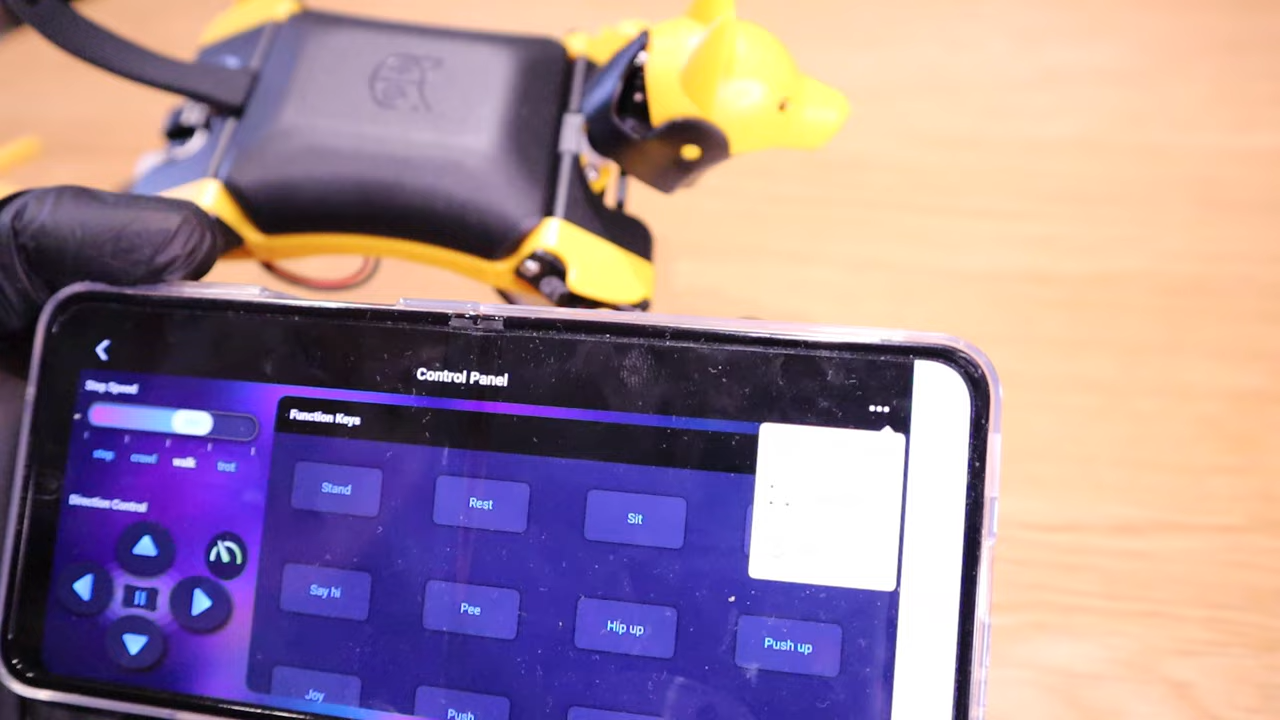 Control Panel
Step Speed
step crawl walk trot
Direction Control
Function Keys
Stand
Rest
Sit
Say hi
Pee
Hip up
Push up
Joy
Push